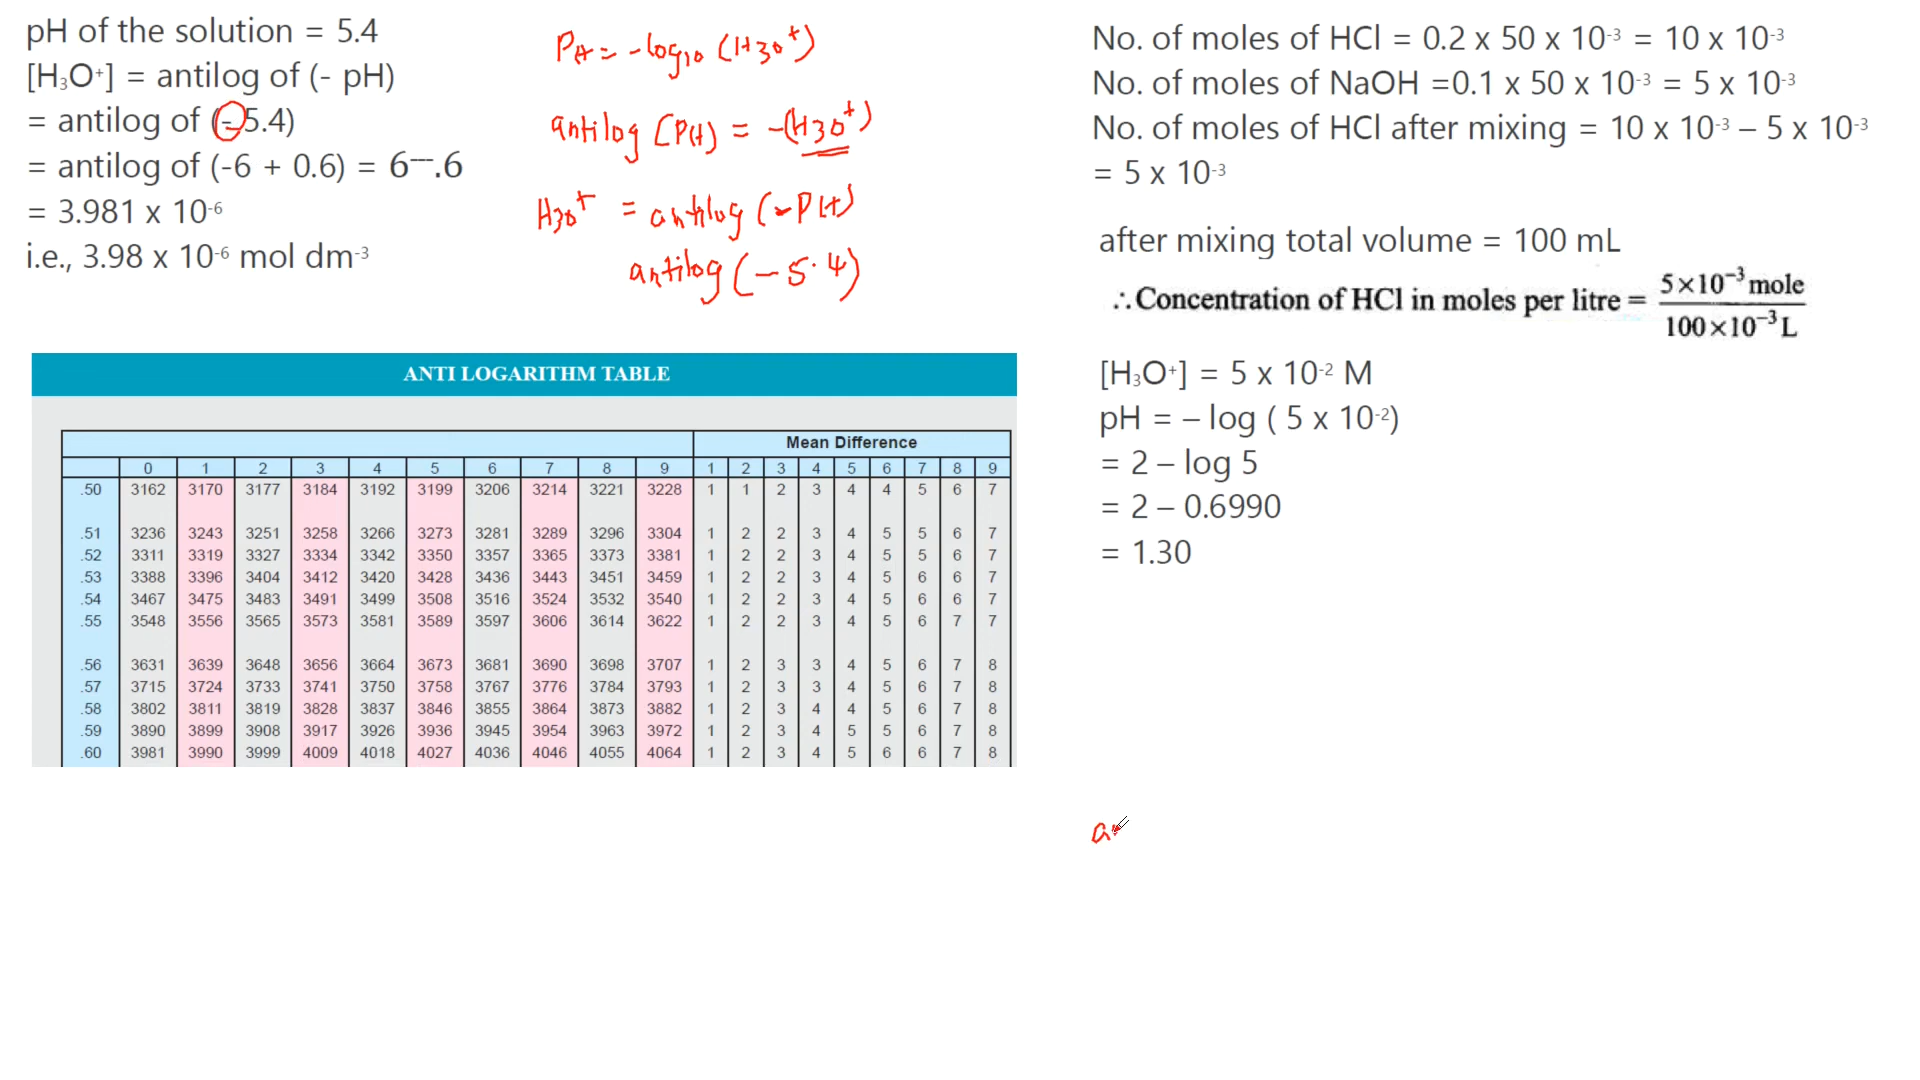 pH of the solution = 5.4
[H₃O⁺] = antilog of (- pH)
= antilog of (- 5.4)
= antilog of (-6 + 0.6) = 6¯¯.6
= 3.981 x 10⁻⁶
i.e., 3.98 x 10⁻⁶ mol dm⁻³
PH = -log₁₀ (H₃O⁺)
antilog (PH) = -(H₃O⁺)
H₃O⁺ = antilog (-PH)
antilog (-5.4)
ANTI LOGARITHM TABLE
Mean Difference
0 1 2 3 4 5 6 7 8 9 1 2 3 4 5 6 7 8 9
.50 3162 3170 3177 3184 3192 3199 3206 3214 3221 3228 1 1 2 3 4 4 5 6 7
.51 3236 3243 3251 3258 3266 3273 3281 3289 3296 3304 1 2 2 3 4 5 5 6 7
.52 3311 3319 3327 3334 3342 3350 3357 3365 3373 3381 1 2 2 3 4 5 5 6 7
.53 3388 3396 3404 3412 3420 3428 3436 3443 3451 3459 1 2 2 3 4 5 6 6 7
.54 3467 3475 3483 3491 3499 3508 3516 3524 3532 3540 1 2 2 3 4 5 6 6 7
.55 3548 3556 3565 3573 3581 3589 3597 3606 3614 3622 1 2 2 3 4 5 6 7 7
.56 3631 3639 3648 3656 3664 3673 3681 3690 3698 3707 1 2 3 3 4 5 6 7 8
.57 3715 3724 3733 3741 3750 3758 3767 3776 3784 3793 1 2 3 3 4 5 6 7 8
.58 3802 3811 3819 3828 3837 3846 3855 3864 3873 3882 1 2 3 4 4 5 6 7 8
.59 3890 3899 3908 3917 3926 3936 3945 3954 3963 3972 1 2 3 4 5 5 6 7 8
.60 3981 3990 3999 4009 4018 4027 4036 4046 4055 4064 1 2 3 4 5 6 6 7 8
No. of moles of HCl = 0.2 x 50 x 10⁻³ = 10 x 10⁻³
No. of moles of NaOH =0.1 x 50 x 10⁻³ = 5 x 10⁻³
No. of moles of HCl after mixing = 10 x 10⁻³ – 5 x 10⁻³
= 5 x 10⁻³
after mixing total volume = 100 mL
∴Concentration of HCl in moles per litre = 5×10⁻³ mole
100×10⁻³ L
[H₃O⁺] = 5 x 10⁻² M
pH = – log ( 5 x 10⁻²)
= 2 – log 5
= 2 – 0.6990
= 1.30